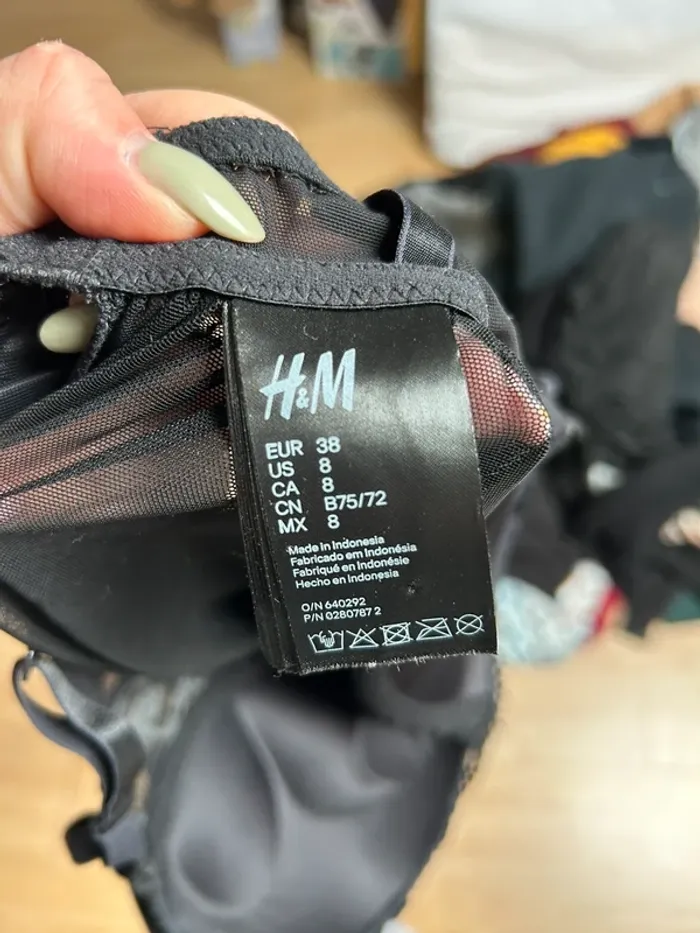 H&M
EUR 38
US 8
CA 8
CN B75/72
MX 8
Made in Indonesia
Fabricado em Indonésia
Fabriqué en Indonésie
Hecho en Indonesia
O/N 640292
P/N 0280787 2